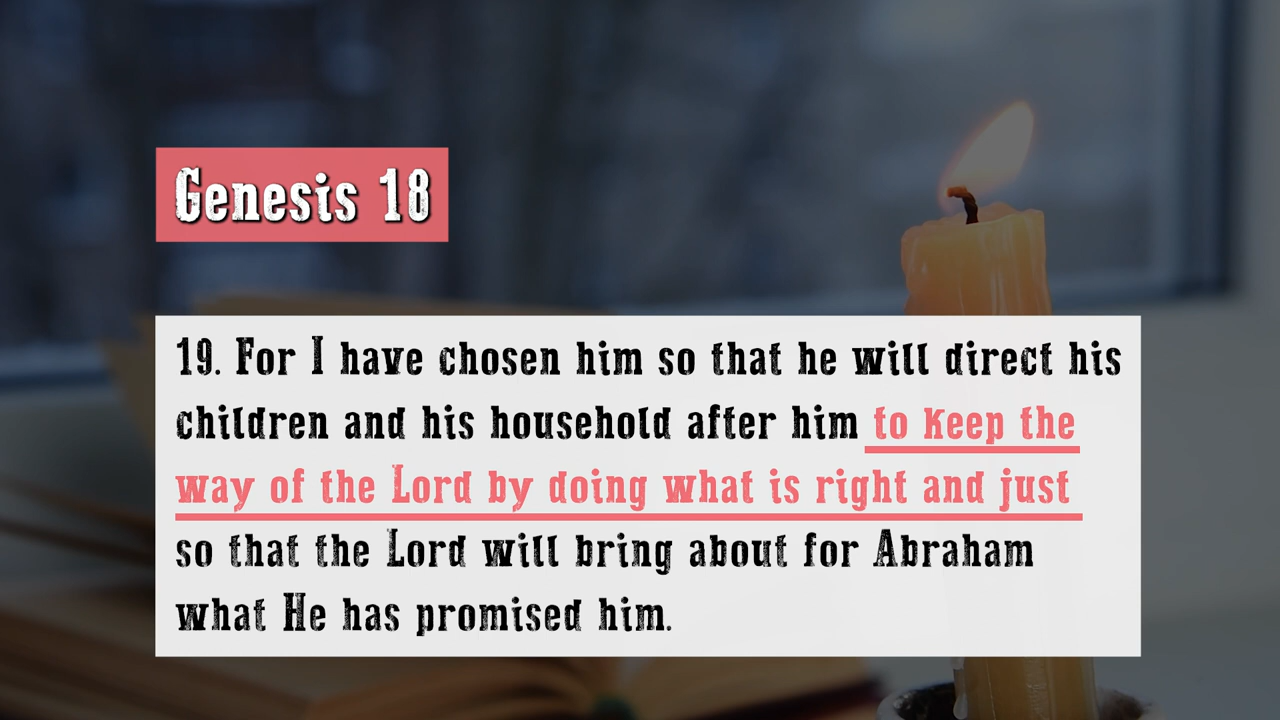 Genesis 18
19. For I have chosen him so that he will direct his
children and his household after him to keep the
way of the Lord by doing what is right and just
so that the Lord will bring about for Abraham
what He has promised him.